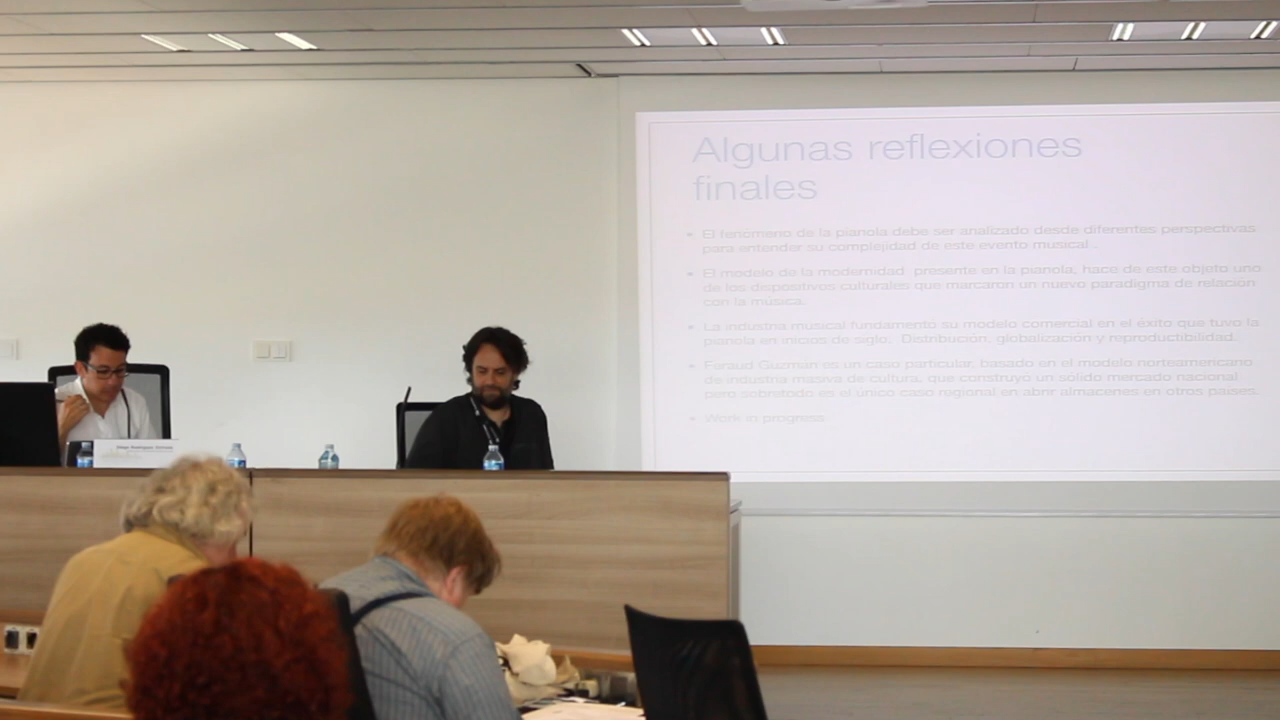 Algunas reflexiones
finales
• El fenomeno de la pianola debe ser analizado desde diferentes perspectivas
para entender su complejidad de este evento musical .
• El modelo de la modernidad presente en la pianola, hace de este objeto uno
de los dispositivos culturales que marcaron un nuevo paradigma de relación
con la música.
• La industria musical fundamento su modelo comercial en el éxito que tuvo la
pianola en inicios de siglo. Distribución, globalización y reproductibilidad.
• Feraud Guzman es un caso particular, basado en el modelo norteamericano
de industria masiva de cultura, que construyo un solido mercado nacional
pero sobretodo es el único caso regional en abrir almacenes en otros países.
• Work in progress